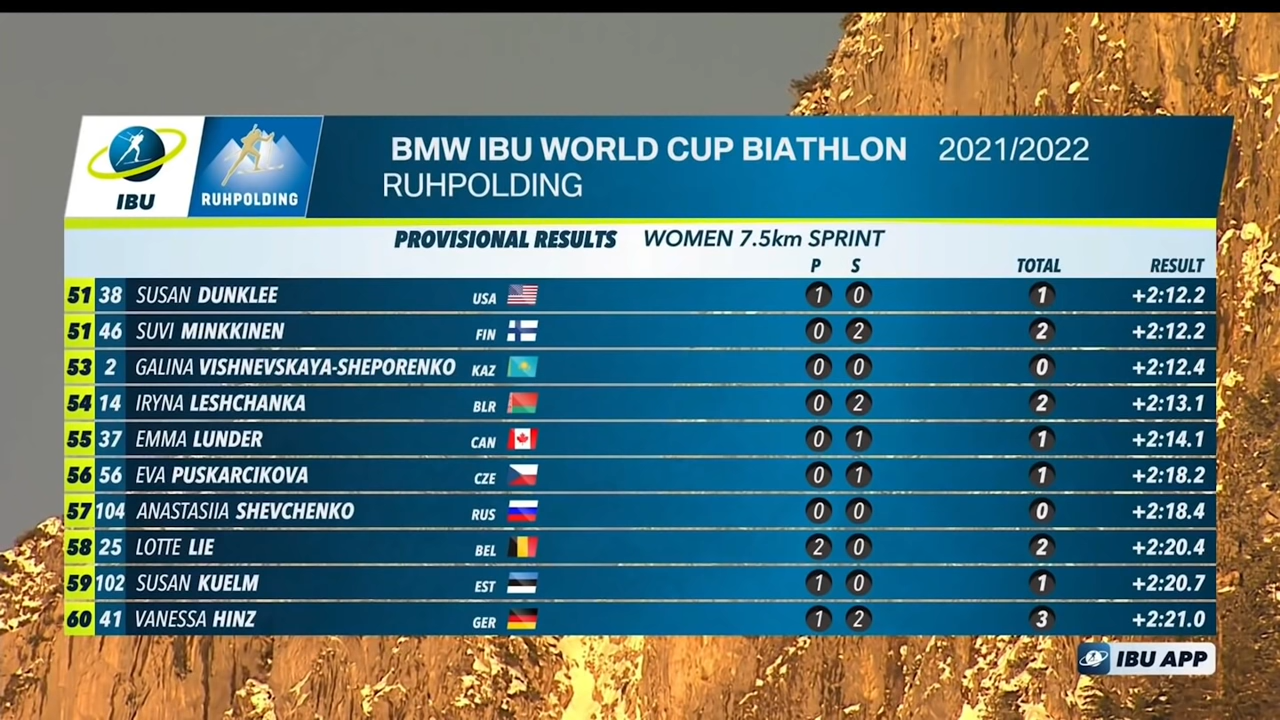 BMW IBU WORLD CUP BIATHLON 2021/2022
RUHPOLDING
IBU
RUHPOLDING
PROVISIONAL RESULTS WOMEN 7.5km SPRINT
P S TOTAL RESULT
51 38 SUSAN DUNKLEE USA 1 0 1 +2:12.2
51 46 SUVI MINKKINEN FIN 0 2 2 +2:12.2
53 2 GALINA VISHNEVSKAYA-SHEPORENKO KAZ 0 0 0 +2:12.4
54 14 IRYNA LESHCHANKA BLR 0 2 2 +2:13.1
55 37 EMMA LUNDER CAN 0 1 1 +2:14.1
56 56 EVA PUSKARCIKOVA CZE 0 1 1 +2:18.2
57 104 ANASTASIIA SHEVCHENKO RUS 0 0 0 +2:18.4
58 25 LOTTE LIE BEL 2 0 2 +2:20.4
59 102 SUSAN KUELM EST 1 0 1 +2:20.7
60 41 VANESSA HINZ GER 1 2 3 +2:21.0
IBU APP